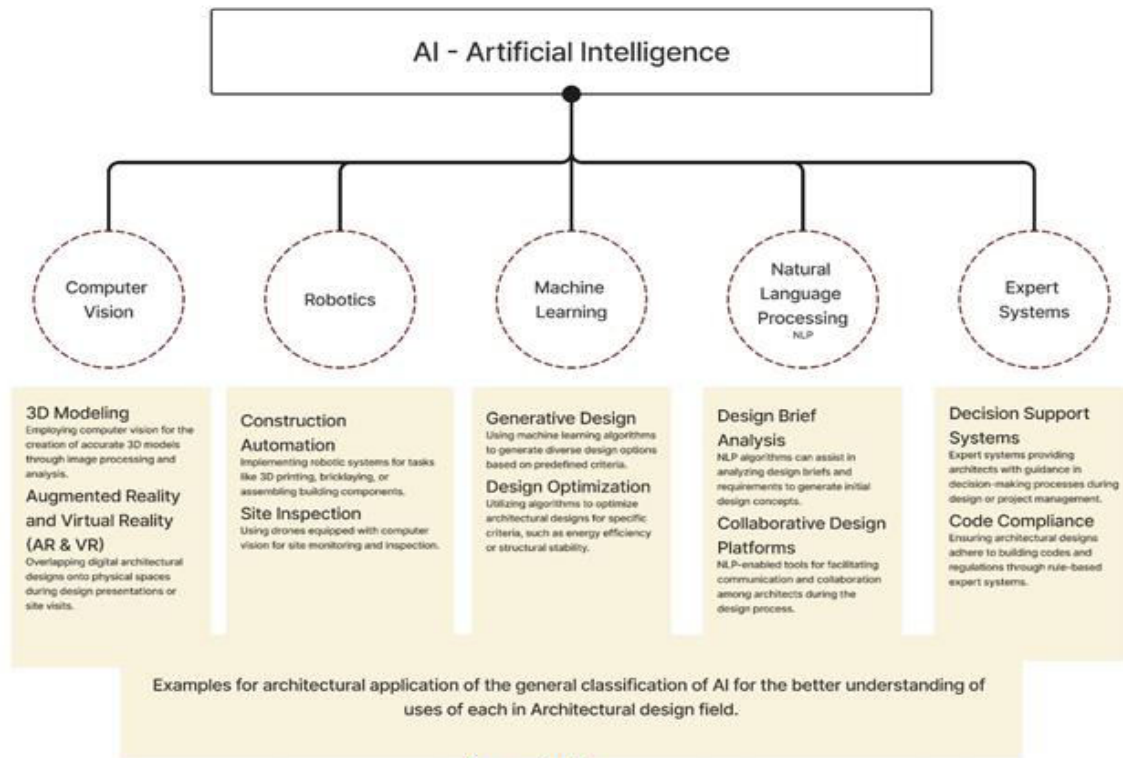 AI - Artificial Intelligence
Computer
Vision
Robotics
Machine
Learning
Natural
Language
Processing
NLP
Expert
Systems
3D Modeling
Employing computer vision for the
creation of accurate 3D models
through image processing and
analysis.
Augmented Reality
and Virtual Reality
(AR & VR)
Overlapping digital architectural
designs onto physical spaces
during design presentations or
site visits.
Construction
Automation
Implementing robotic systems for tasks
like 3D printing, bricklaying, or
assembling building components.
Site Inspection
Using drones equipped with computer
vision for site monitoring and inspection.
Generative Design
Using machine learning algorithms
to generate diverse design options
based on predefined criteria.
Design Optimization
Utilizing algorithms to optimize
architectural designs for specific
criteria, such as energy efficiency
or structural stability.
Design Brief
Analysis
NLP algorithms can assist in
analyzing design briefs and
requirements to generate initial
design concepts.
Collaborative Design
Platforms
NLP-enabled tools for facilitating
communication and collaboration
among architects during the
design process.
Decision Support
Systems
Expert systems providing
architects with guidance in
decision-making processes during
design or project management.
Code Compliance
Ensuring architectural designs
adhere to building codes and
regulations through rule-based
expert systems.
Examples for architectural application of the general classification of AI for the better understanding of
uses of each in Architectural design field.